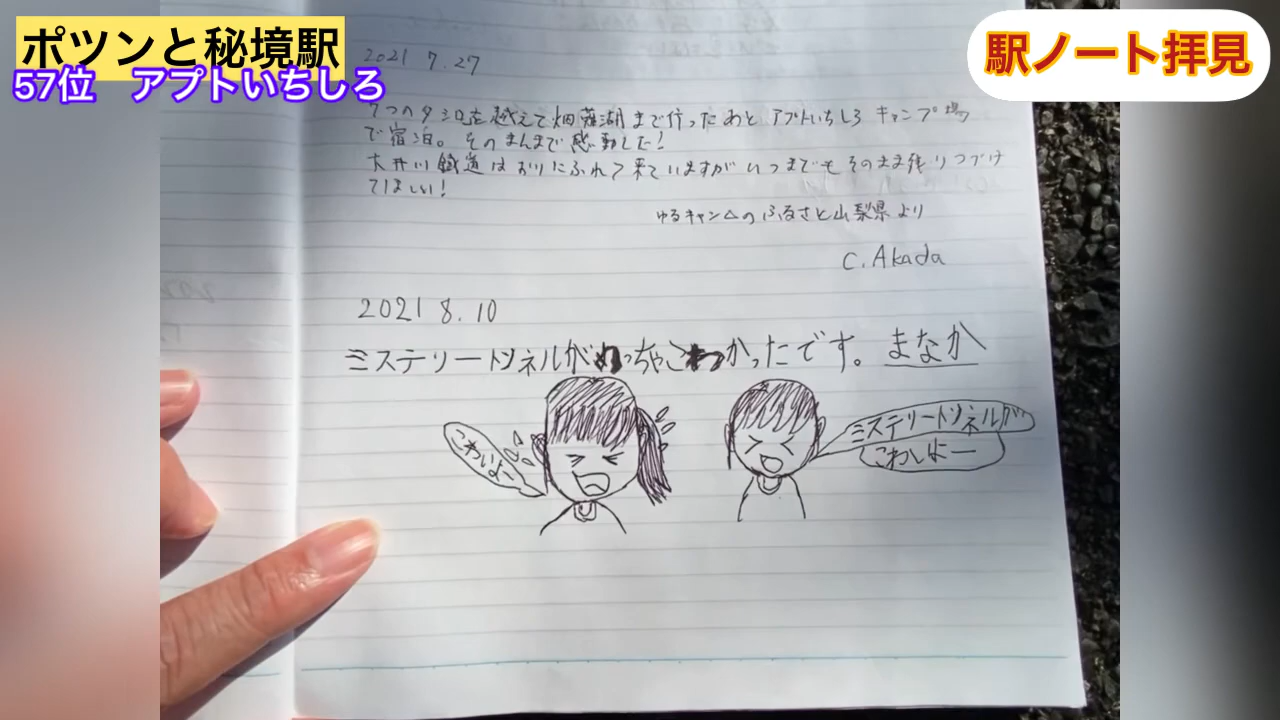 ポツンと秘境駅
57位 アプトいちしろ
駅ノート拝見
2021 7.27
越えて畑薙湖まで行ったあと アプトいちしろ キャンプ場
で宿泊。そのまんまで感動した!
大井川鐵道はおりにふれて来ていますがいつまでもそのまま残りつづけ
てほしい!
ゆるキャン△のふるさと山梨県より
C.Akada
2021 8.10
ミステリートンネルがめっちゃこわかったです。まなか
こわいよー
ミステリートンネルが
こわいよー